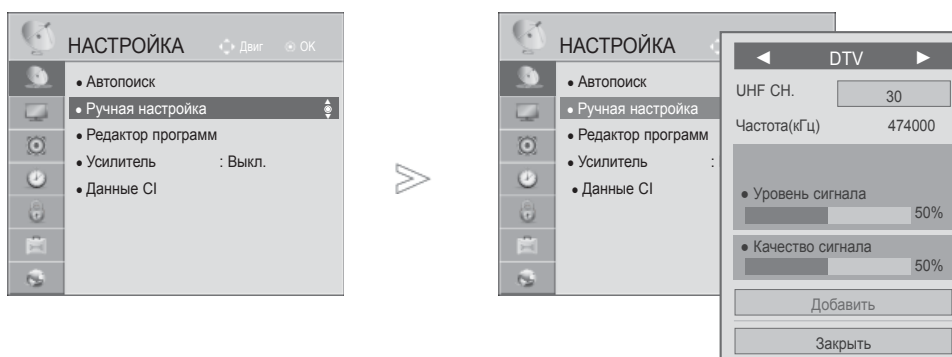 НАСТРОЙКА Двиг OK
• Автопоиск
• Ручная настройка
• Редактор программ
• Усилитель : Выкл.
• Данные CI
НАСТРОЙКА
• Автопоиск
• Ручная настройка
• Редактор программ
• Усилитель :
• Данные CI
◄ DTV ►
UHF CH. 30
Частота(кГц) 474000
• Уровень сигнала
50%
• Качество сигнала
50%
Добавить
Закрыть